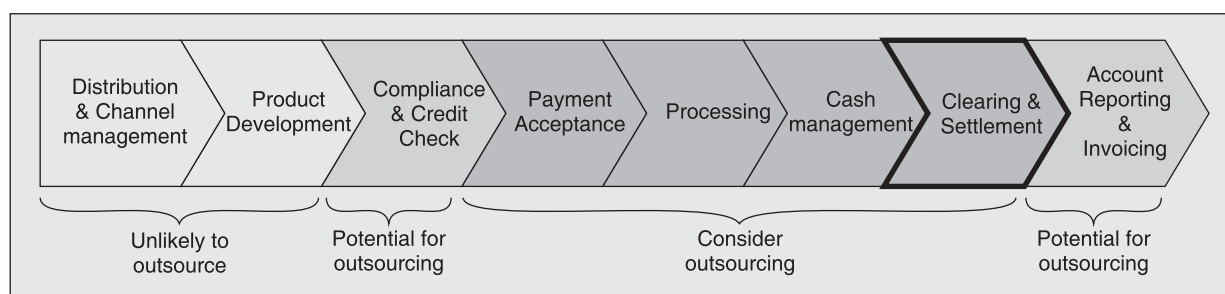 Distribution
& Channel
management
Product
Development
Compliance
& Credit
Check
Payment
Acceptance
Processing
Cash
management
Clearing &
Settlement
Account
Reporting
&
Invoicing
Unlikely to
outsource
Potential for
outsourcing
Consider
outsourcing
Potential for
outsourcing